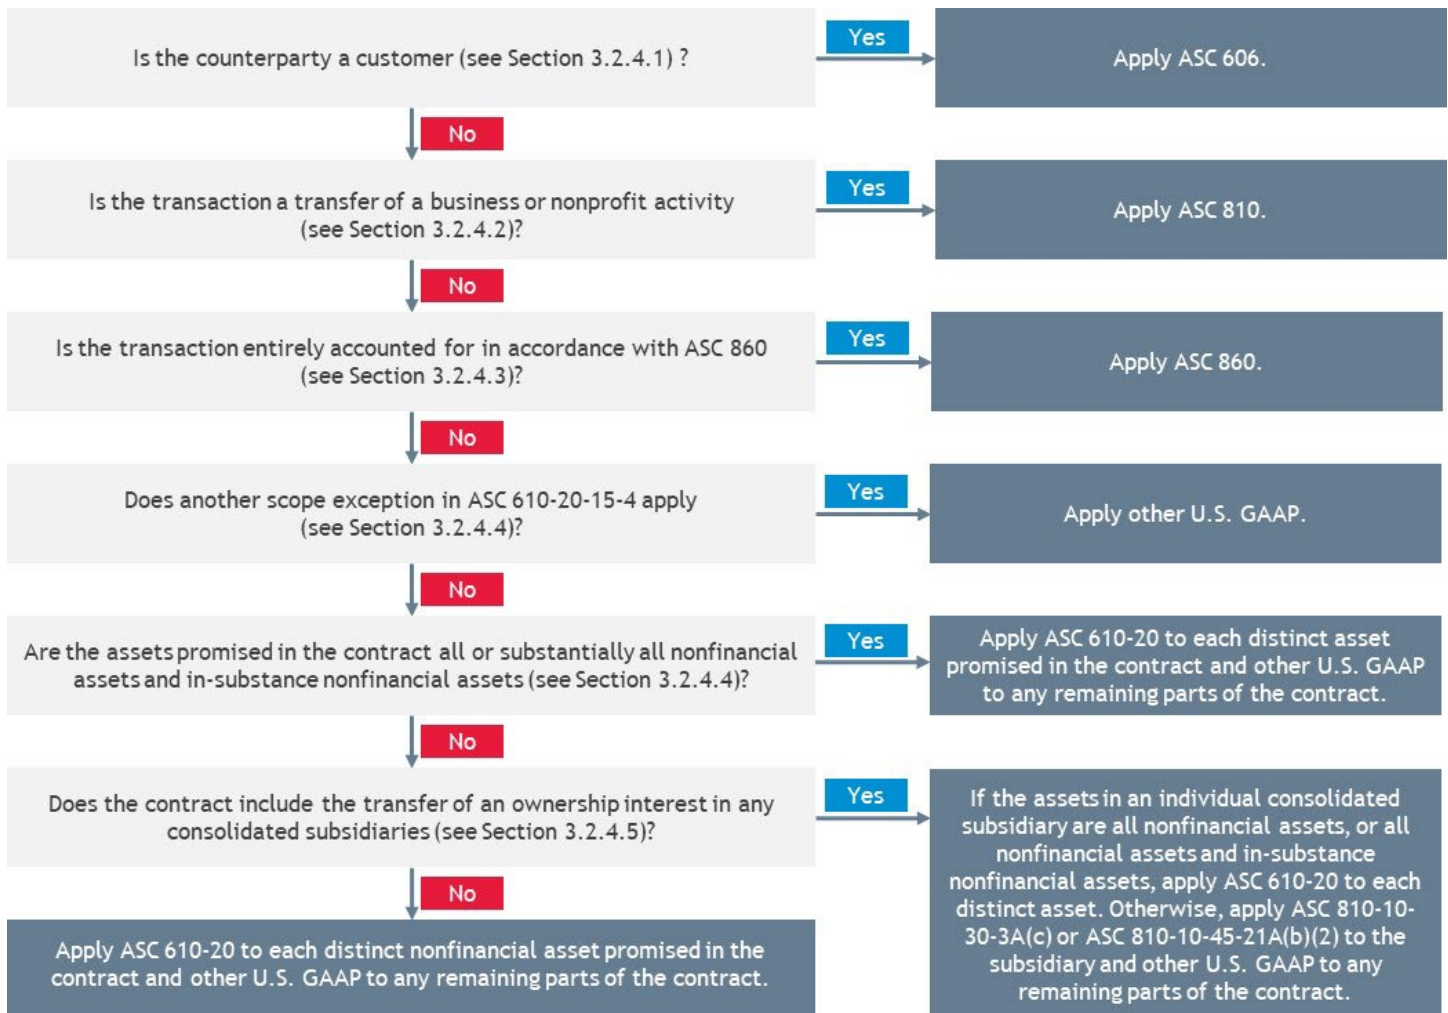 Is the counterparty a customer (see Section 3.2.4.1) ?
Yes
Apply ASC 606.
No
Is the transaction a transfer of a business or nonprofit activity
(see Section 3.2.4.2)?
Yes
Apply ASC 810.
No
Is the transaction entirely accounted for in accordance with ASC 860
(see Section 3.2.4.3)?
Yes
Apply ASC 860.
No
Does another scope exception in ASC 610-20-15-4 apply
(see Section 3.2.4.4)?
Yes
Apply other U.S. GAAP.
No
Are the assets promised in the contract all or substantially all nonfinancial
assets and in-substance nonfinancial assets (see Section 3.2.4.4)?
Yes
Apply ASC 610-20 to each distinct asset
promised in the contract and other U.S. GAAP
to any remaining parts of the contract.
No
Does the contract include the transfer of an ownership interest in any
consolidated subsidiaries (see Section 3.2.4.5)?
Yes
If the assets in an individual consolidated
subsidiary are all nonfinancial assets, or all
nonfinancial assets and in-substance
nonfinancial assets, apply ASC 610-20 to each
distinct asset. Otherwise, apply ASC 810-10-
30-3A(c) or ASC 810-10-45-21A(b)(2) to the
subsidiary and other U.S. GAAP to any
remaining parts of the contract.
No
Apply ASC 610-20 to each distinct nonfinancial asset promised in the
contract and other U.S. GAAP to any remaining parts of the contract.